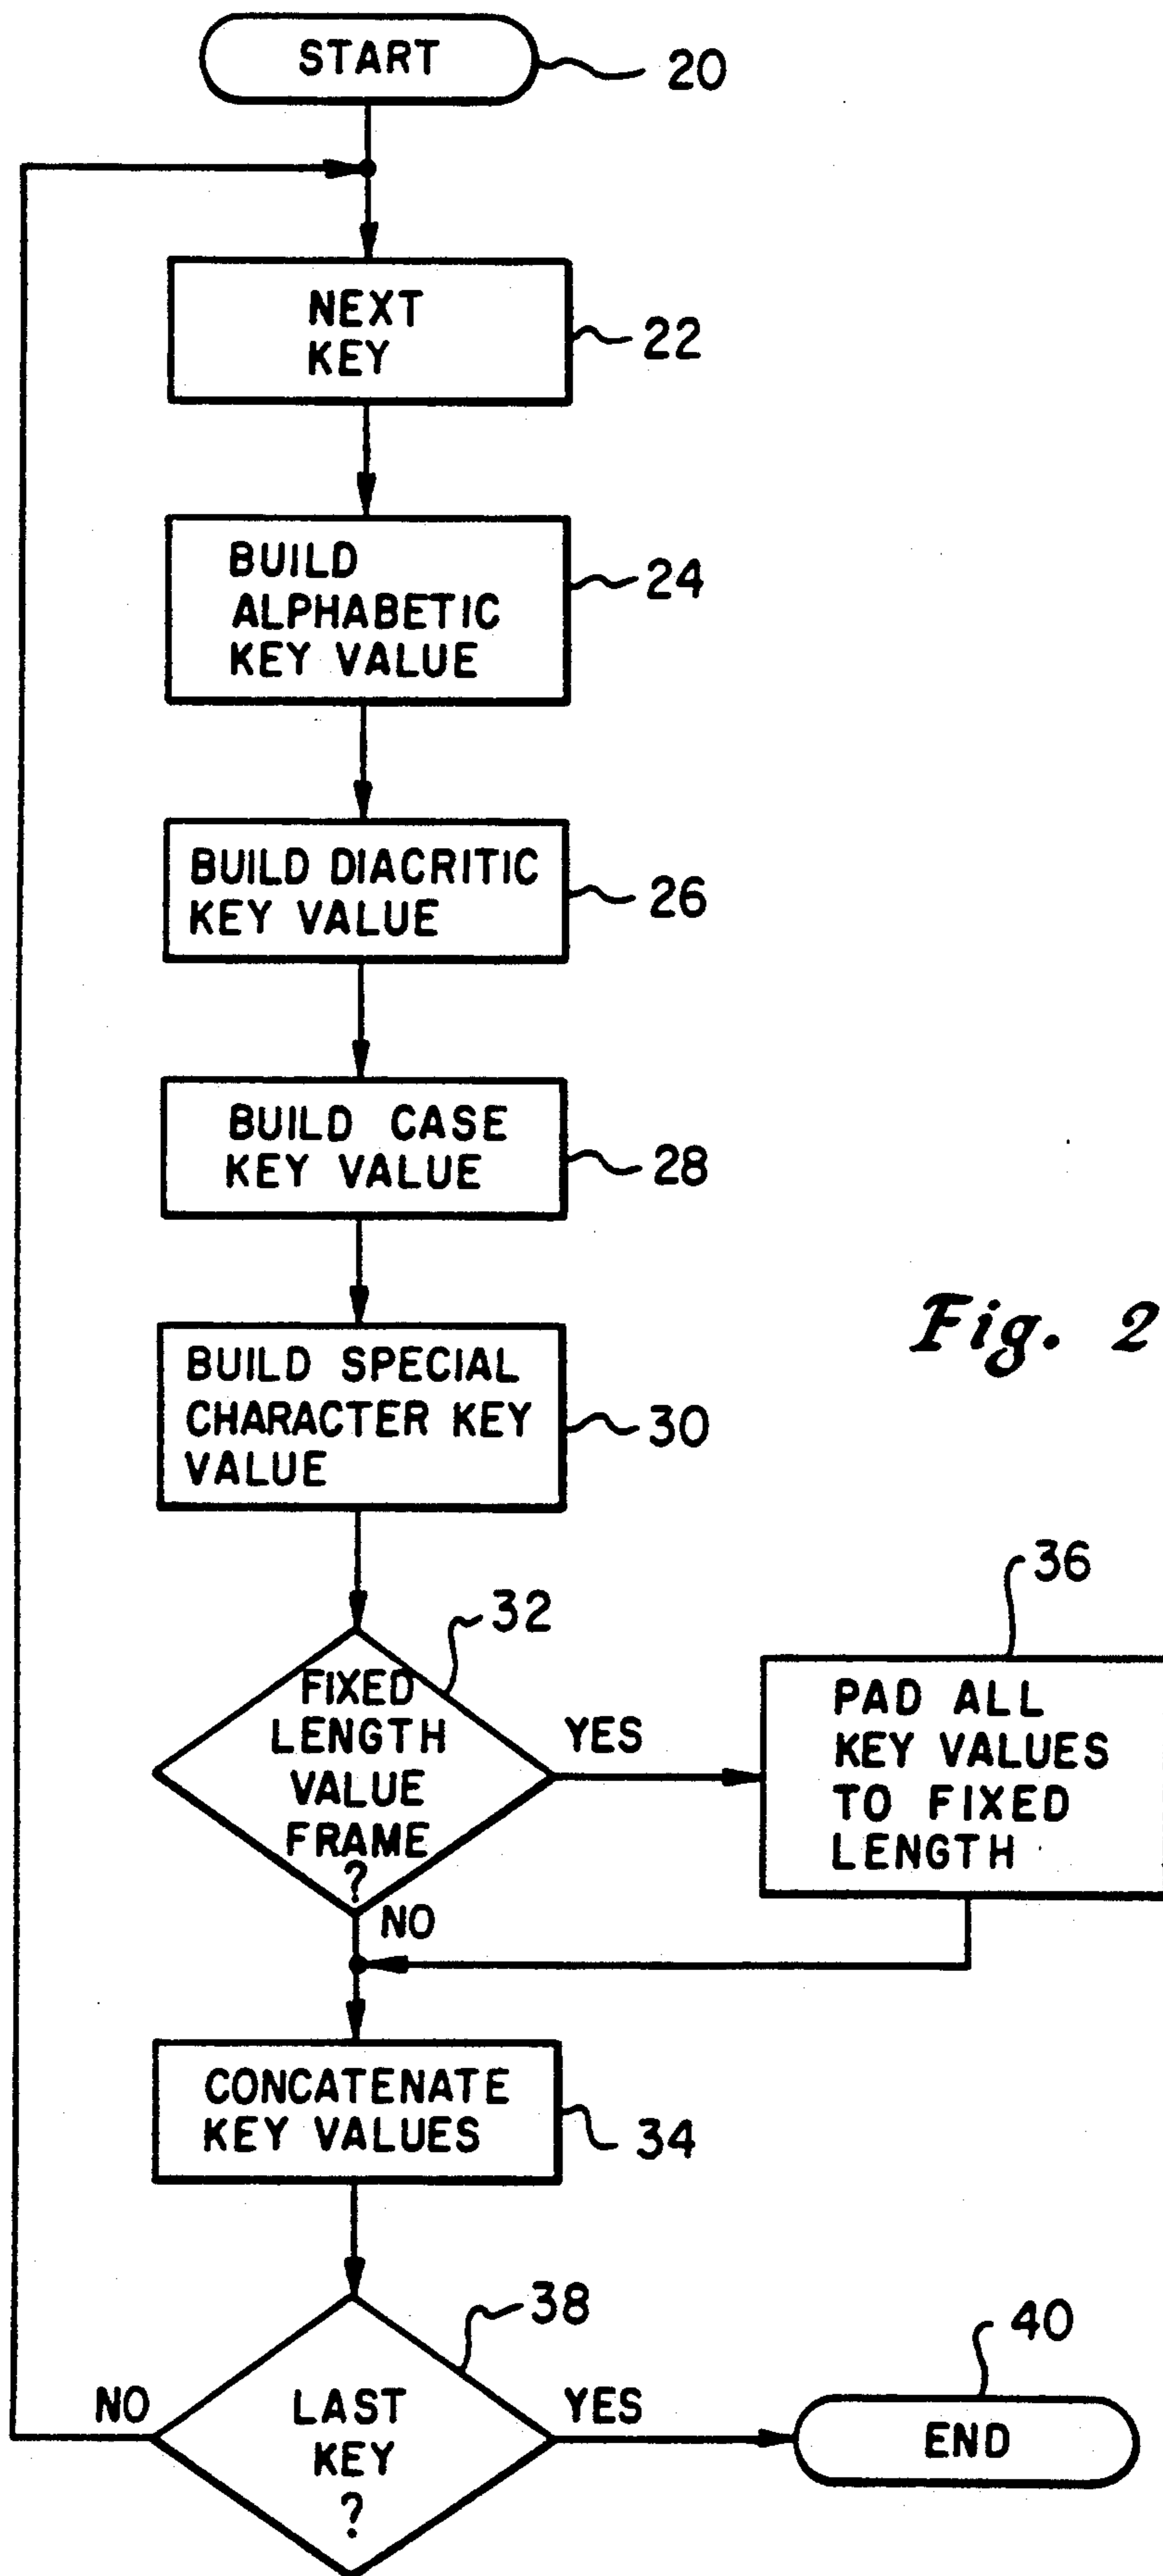 START
20
NEXT
KEY
22
BUILD
ALPHABETIC
KEY VALUE
24
BUILD DIACRITIC
KEY VALUE
26
BUILD CASE
KEY VALUE
28
Fig. 2
BUILD SPECIAL
CHARACTER KEY
VALUE
30
32
FIXED
LENGTH
VALUE
FRAME
?
YES
NO
36
PAD ALL
KEY VALUES
TO FIXED
LENGTH
CONCATENATE
KEY VALUES
34
38
LAST
KEY
?
NO
YES
40
END